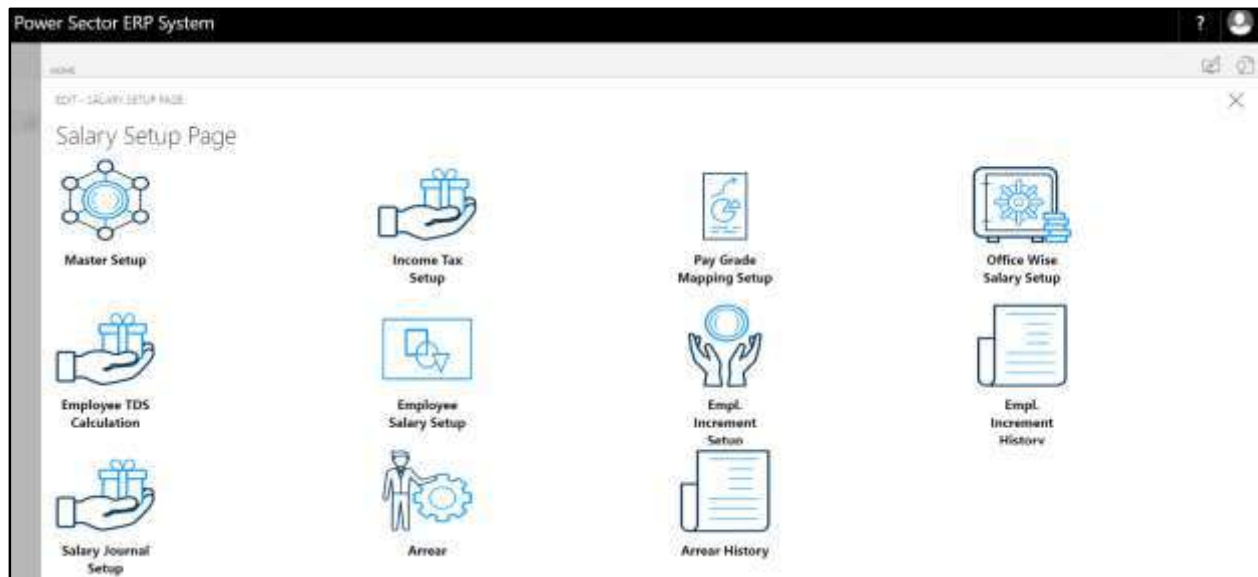 Power Sector ERP System
?
HOME
EDIT - SALARY SETUP PAGE
Salary Setup Page
Master Setup
Income Tax
Setup
Pay Grade
Mapping Setup
Office Wise
Salary Setup
Employee TDS
Calculation
Employee
Salary Setup
Empl.
Increment
Setup
Empl.
Increment
History
Salary Journal
Setup
Arrear
Arrear History